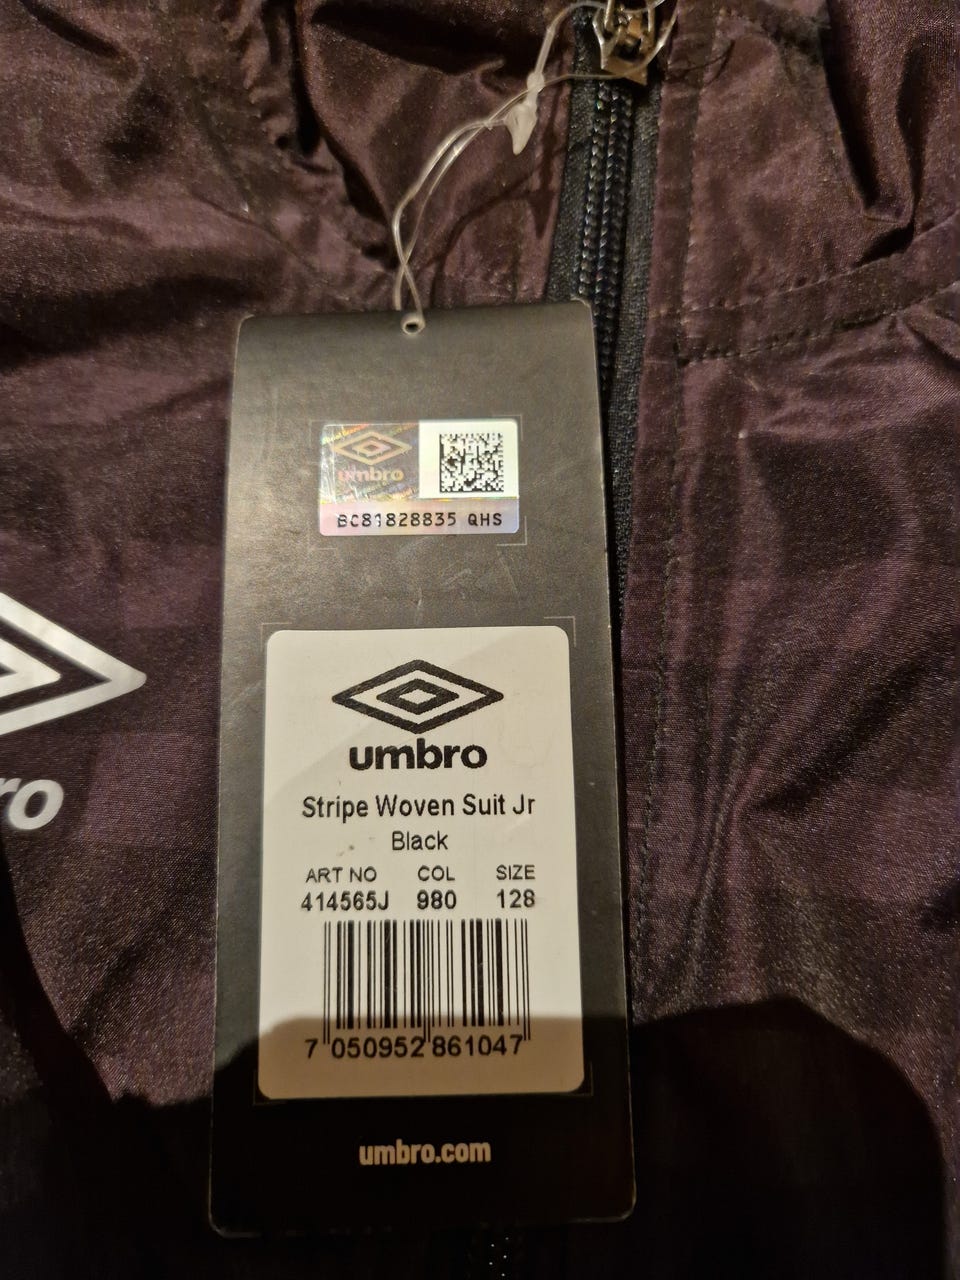 umbro
BC81828835 QHS
ro
umbro
Stripe Woven Suit Jr
Black
ART NO COL SIZE
414565J 980 128
7 050952 861047
umbro.com